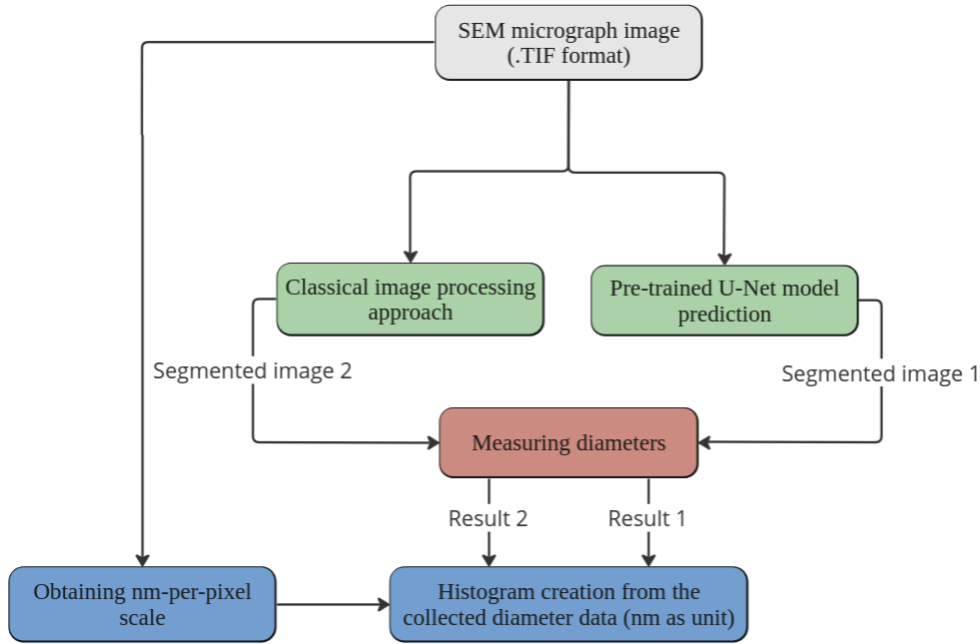 SEM micrograph image
(.TIF format)
Classical image processing
approach
Pre-trained U-Net model
prediction
Segmented image 2
Segmented image 1
Measuring diameters
Result 2
Result 1
Obtaining nm-per-pixel
scale
Histogram creation from the
collected diameter data (nm as unit)